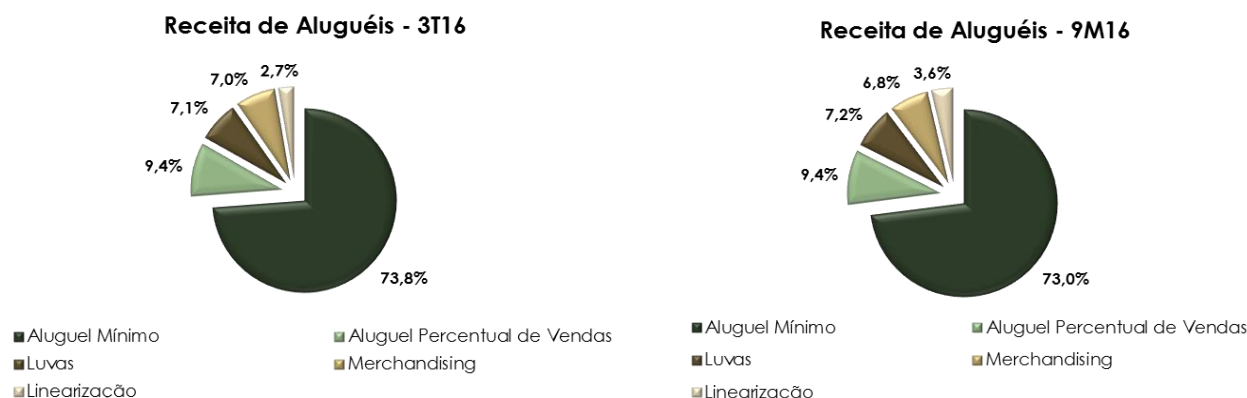 Receita de Aluguéis - 3T16
2,7%
7,0%
7,1%
9,4%
73,8%
Aluguel Mínimo
Aluguel Percentual de Vendas
Luvas
Merchandising
Linearização
Receita de Aluguéis - 9M16
3,6%
6,8%
7,2%
9,4%
73,0%
Aluguel Mínimo
Aluguel Percentual de Vendas
Luvas
Merchandising
Linearização